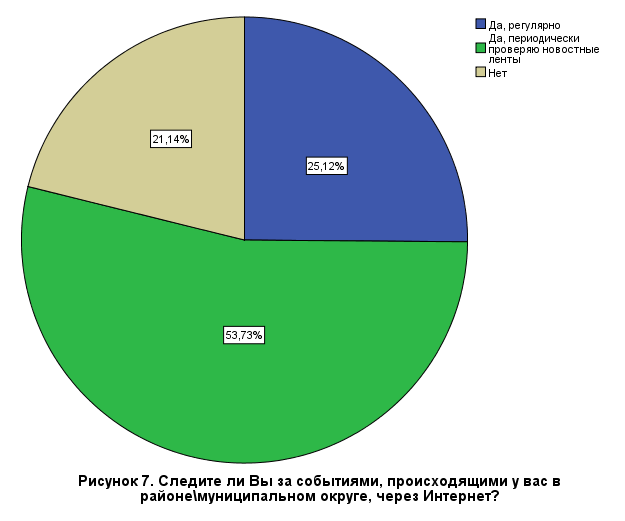 Да, регулярно
Да, периодически
проверяю новостные
ленты
Нет
21,14%
25,12%
53,73%
Рисунок 7. Следите ли Вы за событиями, происходящими у вас в
районе\муниципальном округе, через Интернет?